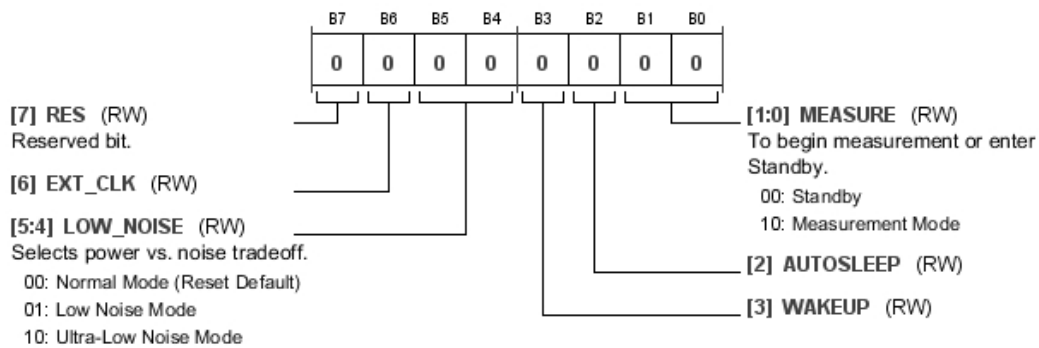 B7 B6 B5 B4 B3 B2 B1 B0
0 0 0 0 0 0 0 0
[7] RES (RW)
Reserved bit.
[6] EXT_CLK (RW)
[5:4] LOW_NOISE (RW)
Selects power vs. noise tradeoff.
00: Normal Mode (Reset Default)
01: Low Noise Mode
10: Ultra-Low Noise Mode
[1:0] MEASURE (RW)
To begin measurement or enter
Standby.
00: Standby
10: Measurement Mode
[2] AUTOSLEEP (RW)
[3] WAKEUP (RW)